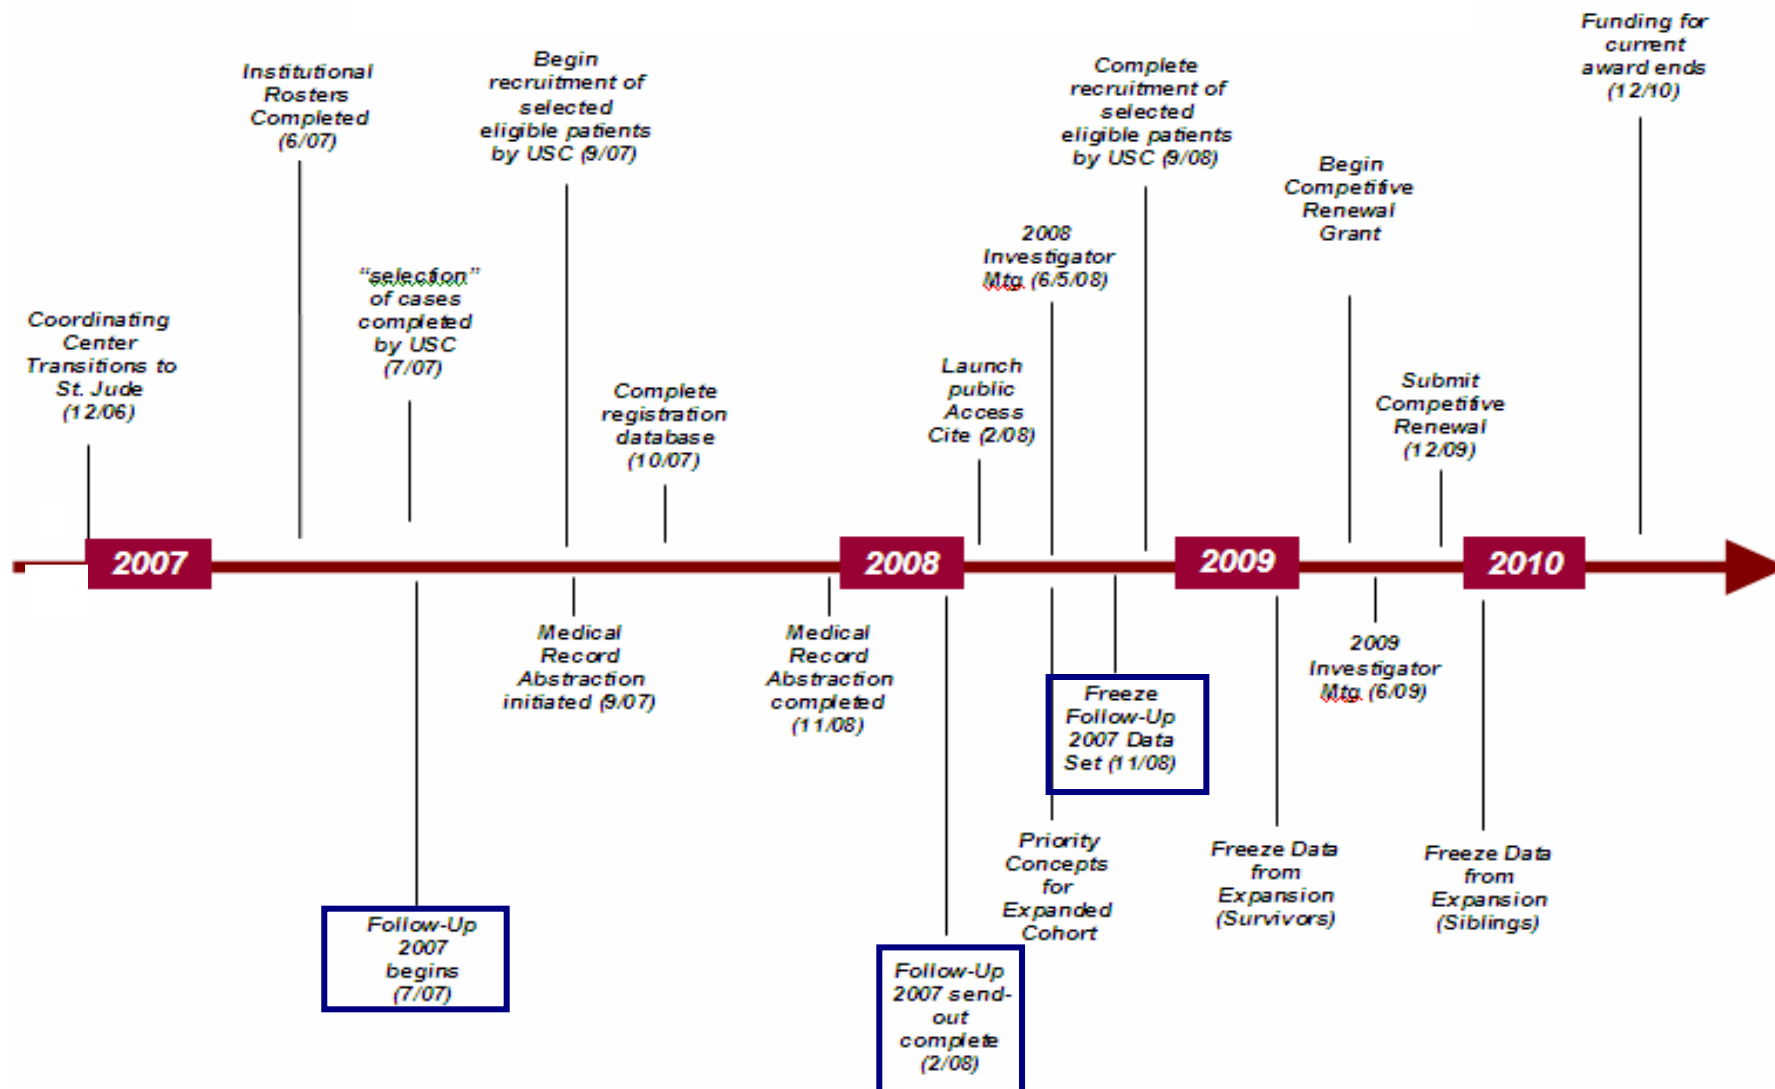 Funding for
current
award ends
(12/10)
Institutional
Rosters
Completed
(6/07)
Begin
recruitment of
selected
eligible patients
by USC (9/07)
Complete
recruitment of
selected
eligible patients
by USC (9/08)
Begin
Competitive
Renewal
Grant
2008
Investigator
Mtg. (6/5/08)
“selection”
of cases
completed
by USC
(7/07)
Coordinating
Center
Transitions to
St. Jude
(12/06)
Complete
registration
database
(10/07)
Launch
public
Access
Cite (2/08)
Submit
Competitive
Renewal
(12/09)
2007
2008
2009
2010
Medical
Record
Abstraction
initiated (9/07)
Medical
Record
Abstraction
completed
(11/08)
2009
Investigator
Mtg. (6/09)
Freeze
Follow-Up
2007 Data
Set (11/08)
Priority
Concepts
for
Expanded
Cohort
Freeze Data
from
Expansion
(Survivors)
Freeze Data
from
Expansion
(Siblings)
Follow-Up
2007
begins
(7/07)
Follow-Up
2007 send-
out
complete
(2/08)